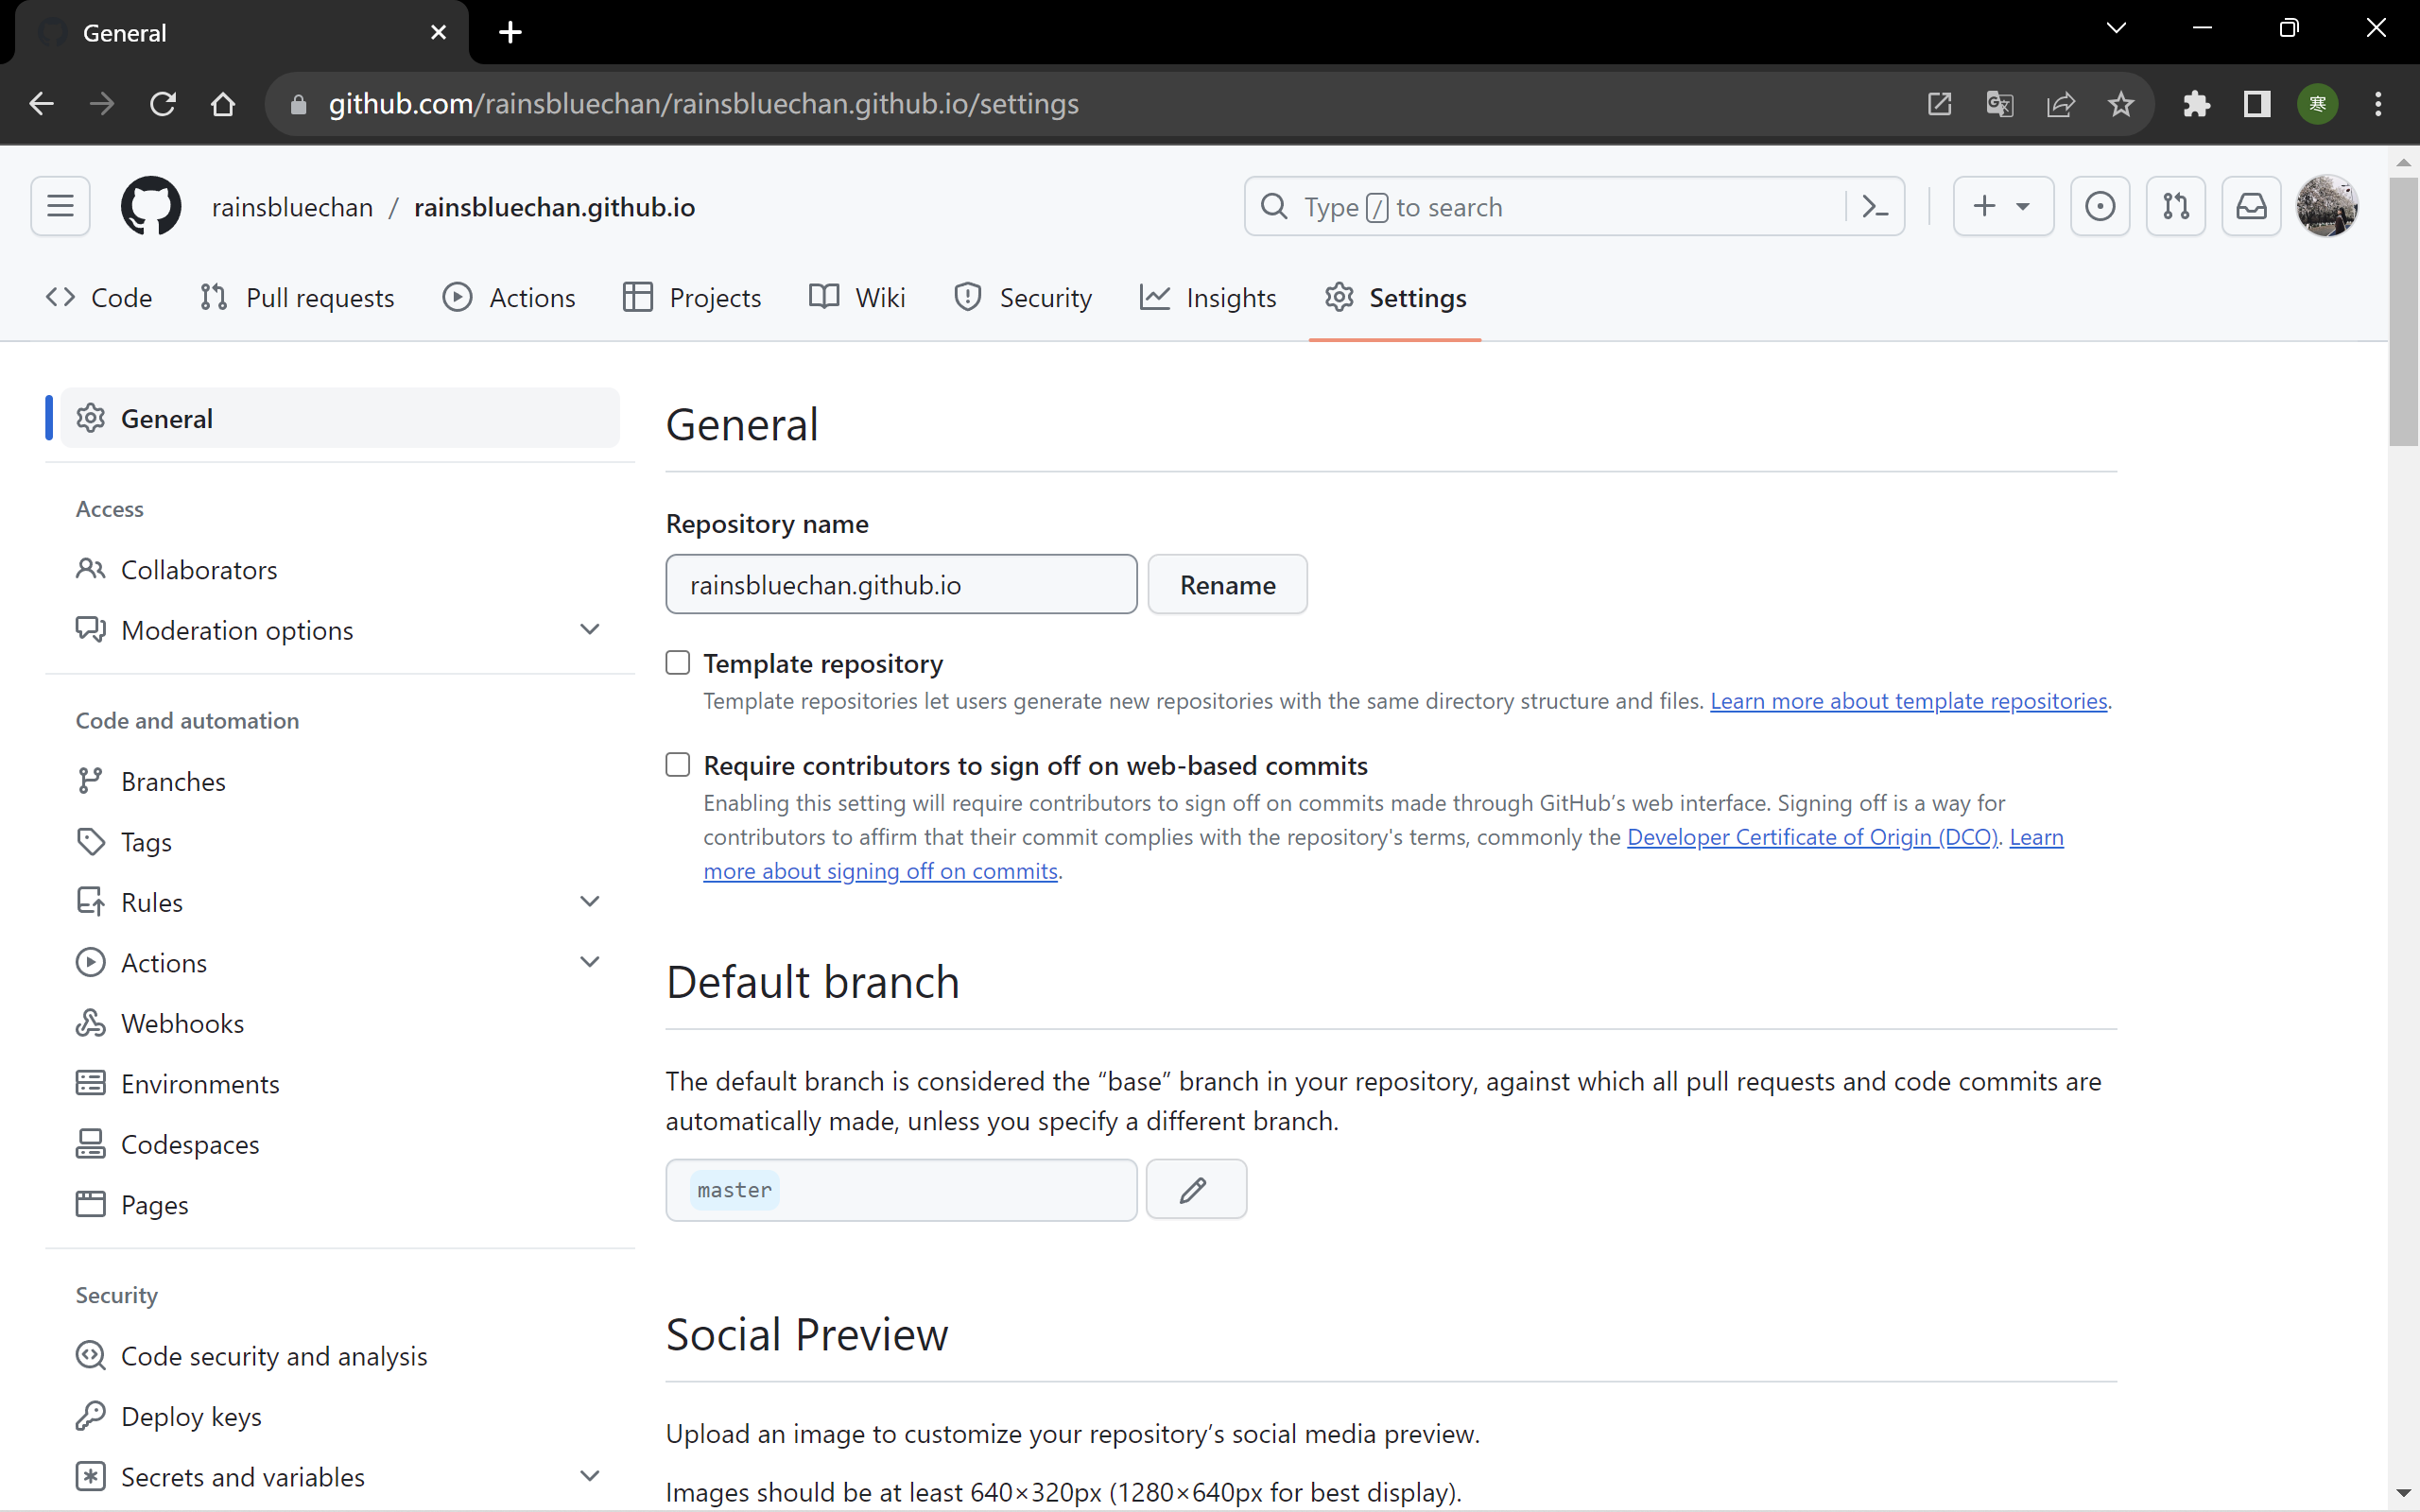 General
github.com/rainsbluechan/rainsbluechan.github.io/settings
寒
rainsbluechan / rainsbluechan.github.io
Type / to search
Code Pull requests Actions Projects Wiki Security Insights Settings
General
Access
Collaborators
Moderation options
Code and automation
Branches
Tags
Rules
Actions
Webhooks
Environments
Codespaces
Pages
Security
Code security and analysis
Deploy keys
Secrets and variables
General
Repository name
rainsbluechan.github.io Rename
Template repository
Template repositories let users generate new repositories with the same directory structure and files. Learn more about template repositories.
Require contributors to sign off on web-based commits
Enabling this setting will require contributors to sign off on commits made through GitHub’s web interface. Signing off is a way for
contributors to affirm that their commit complies with the repository's terms, commonly the Developer Certificate of Origin (DCO). Learn
more about signing off on commits.
Default branch
The default branch is considered the “base” branch in your repository, against which all pull requests and code commits are
automatically made, unless you specify a different branch.
master
Social Preview
Upload an image to customize your repository’s social media preview.
Images should be at least 640×320px (1280×640px for best display).